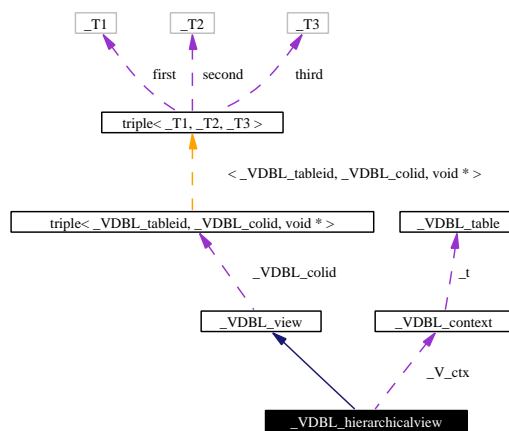 _T1 _T2 _T3
first second third
triple< _T1, _T2, _T3 >
< _VDBL_tableid, _VDBL_colid, void * >
triple< _VDBL_tableid, _VDBL_colid, void * > _VDBL_table
_VDBL_colid _t
_VDBL_view _VDBL_context
_V_ctx
_VDBL_hierarchicalview